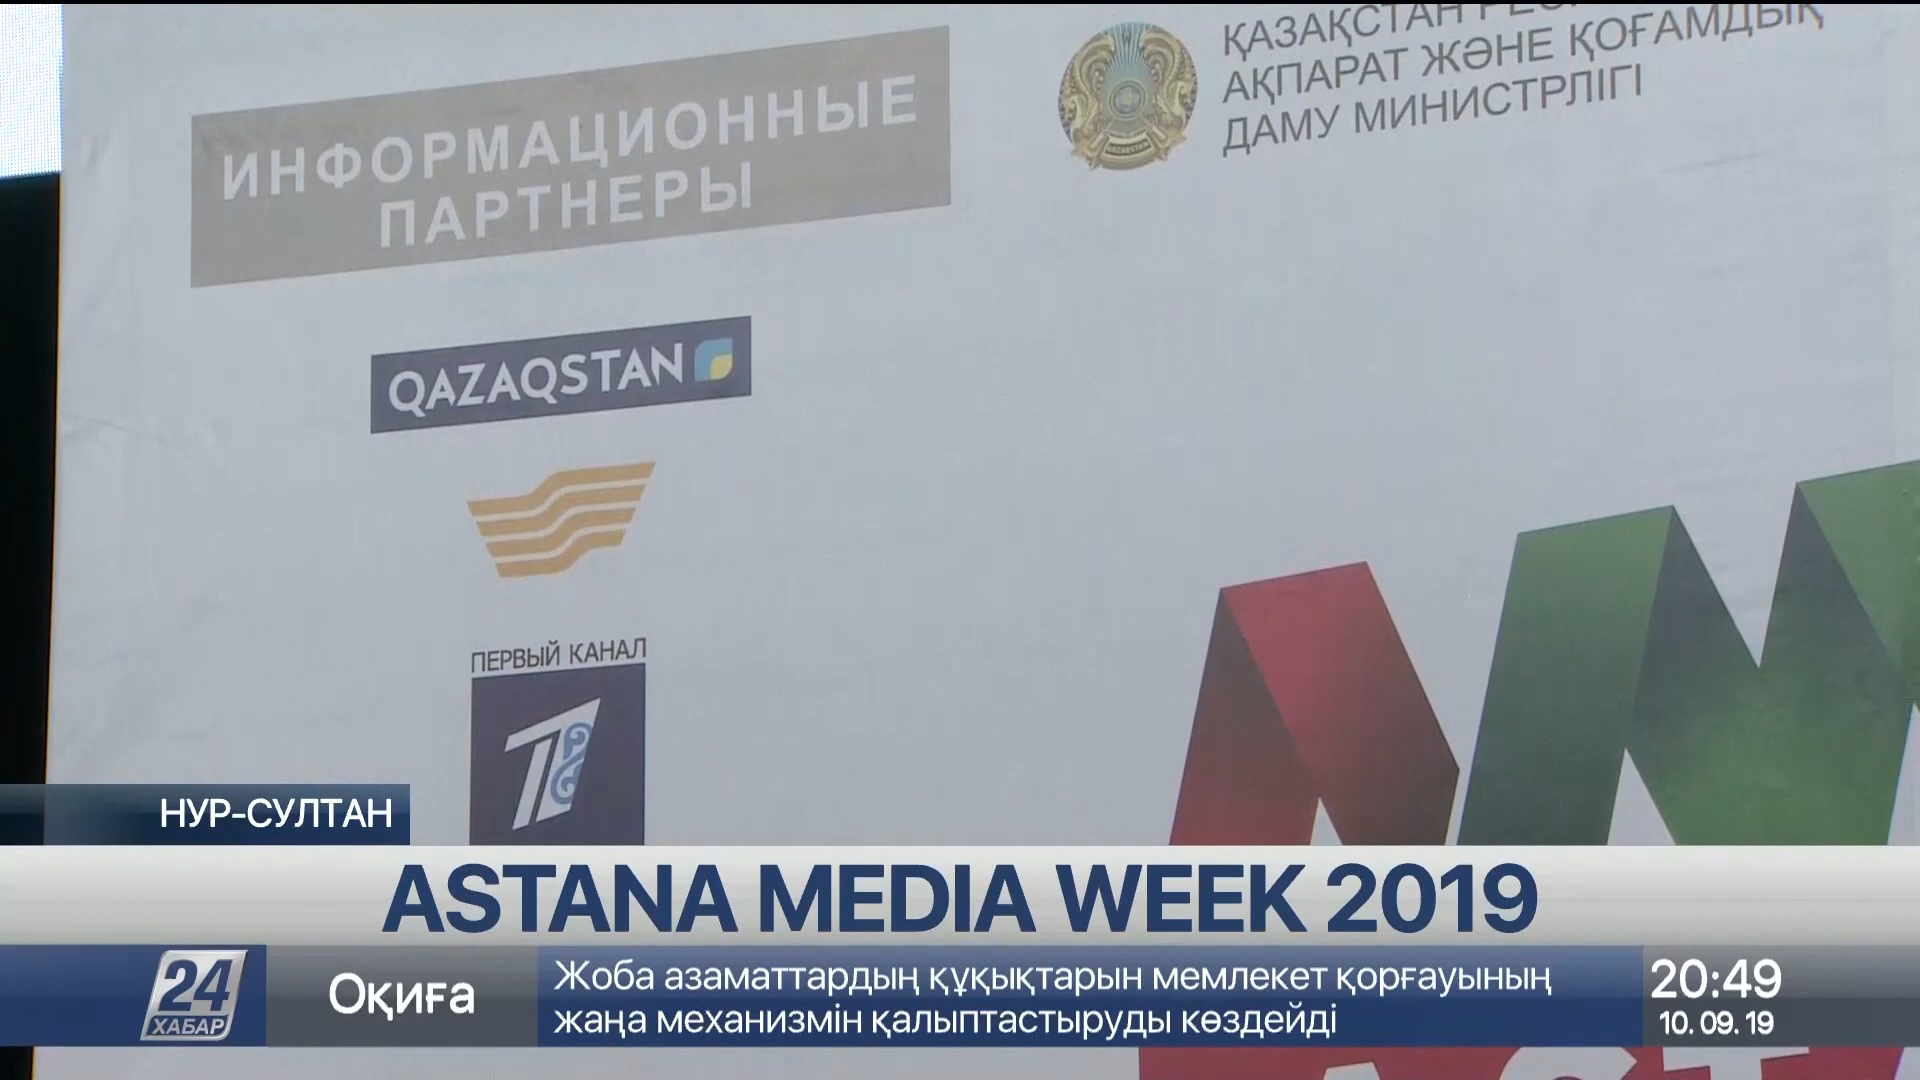 ҚАЗАҚСТАН
АҚПАРАТ ЖӘНЕ ҚОҒАМДЫҚ
ДАМУ МИНИСТРЛІГІ
ИНФОРМАЦИОННЫЕ
ПАРТНЕРЫ
QAZAQSTAN
ПЕРВЫЙ КАНАЛ
НУР-СУЛТАН
ASTANA MEDIA WEEK 2019
24
ХАБАР
Оқиға
Жоба азаматтардың құқықтарын мемлекет қорғауының
жаңа механизмін қалыптастыруды көздейді
20:49
10. 09. 19